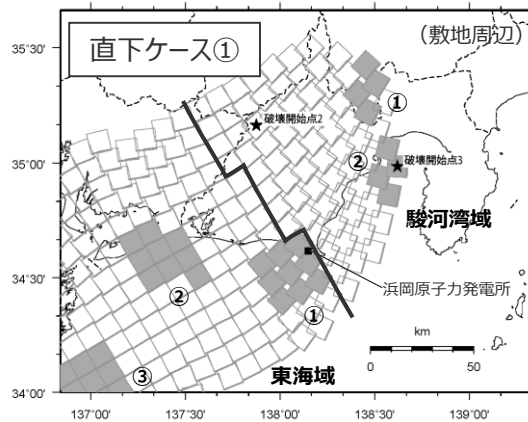 直下ケース①
(敷地周辺)
35°30'
35°00'
34°30'
34°00'
137°00'
137°30'
138°00'
138°30'
139°00'
★破壊開始点2
①
②
★破壊開始点3
駿河湾域
浜岡原子力発電所
②
①
③
東海域
km
0
50